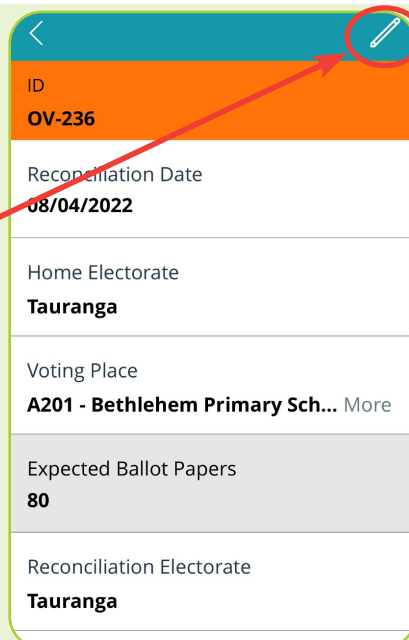 ID
OV-236
Reconciliation Date
08/04/2022
Home Electorate
Tauranga
Voting Place
A201 - Bethlehem Primary Sch... More
Expected Ballot Papers
80
Reconciliation Electorate
Tauranga